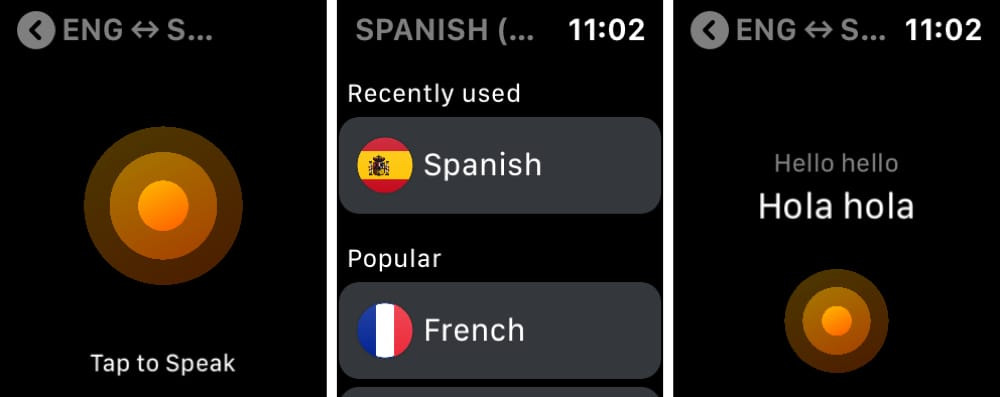 ENG ↔ S...
Tap to Speak
SPANISH (... 11:02
Recently used
Spanish
Popular
French
ENG ↔ S... 11:02
Hello hello
Hola hola